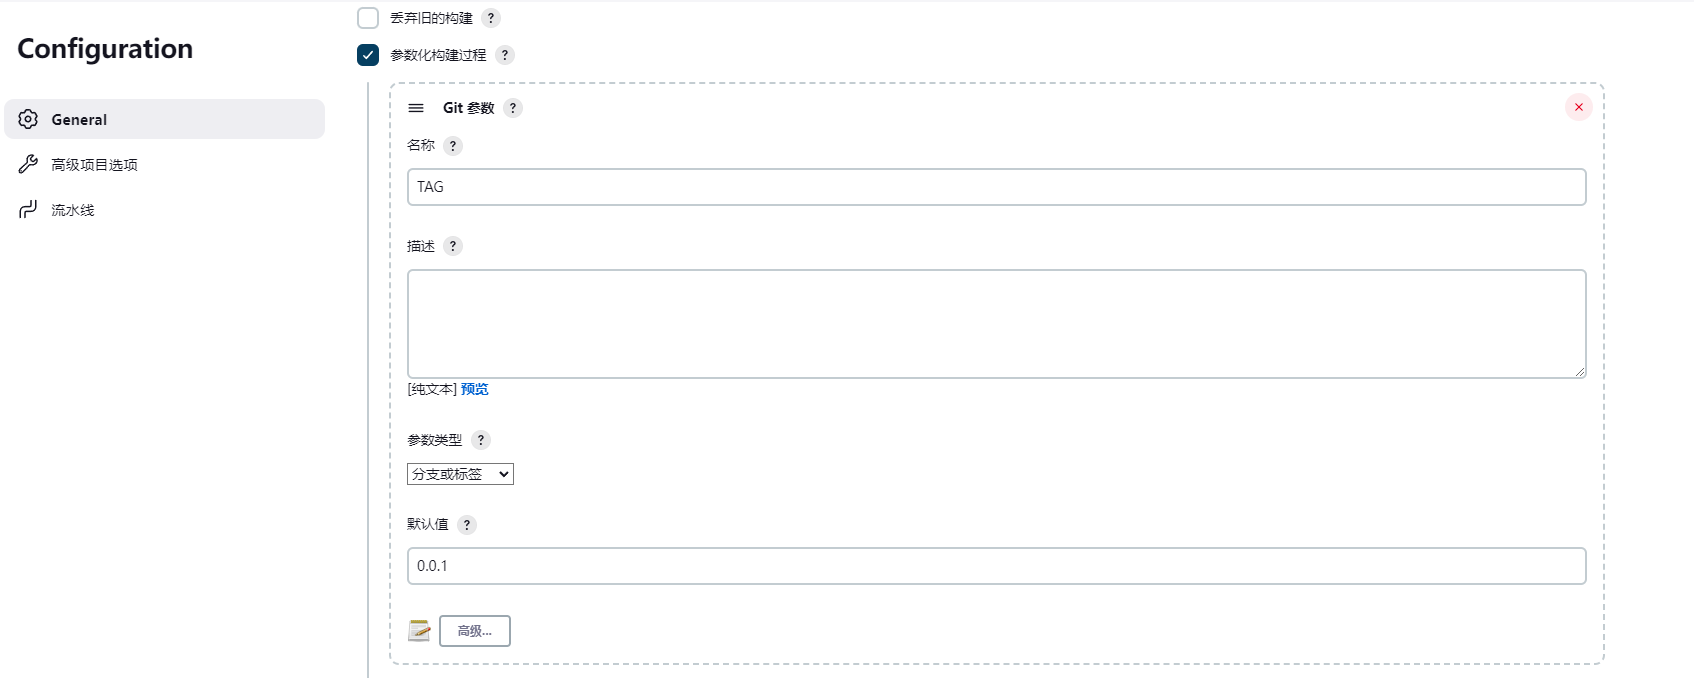 丢弃旧的构建 ?
Configuration
参数化构建过程 ?
Git 参数 ?
General
名称 ?
高级项目选项
TAG
流水线
描述 ?
[纯文本] 预览
参数类型 ?
分支或标签
默认值 ?
0.0.1
高级...